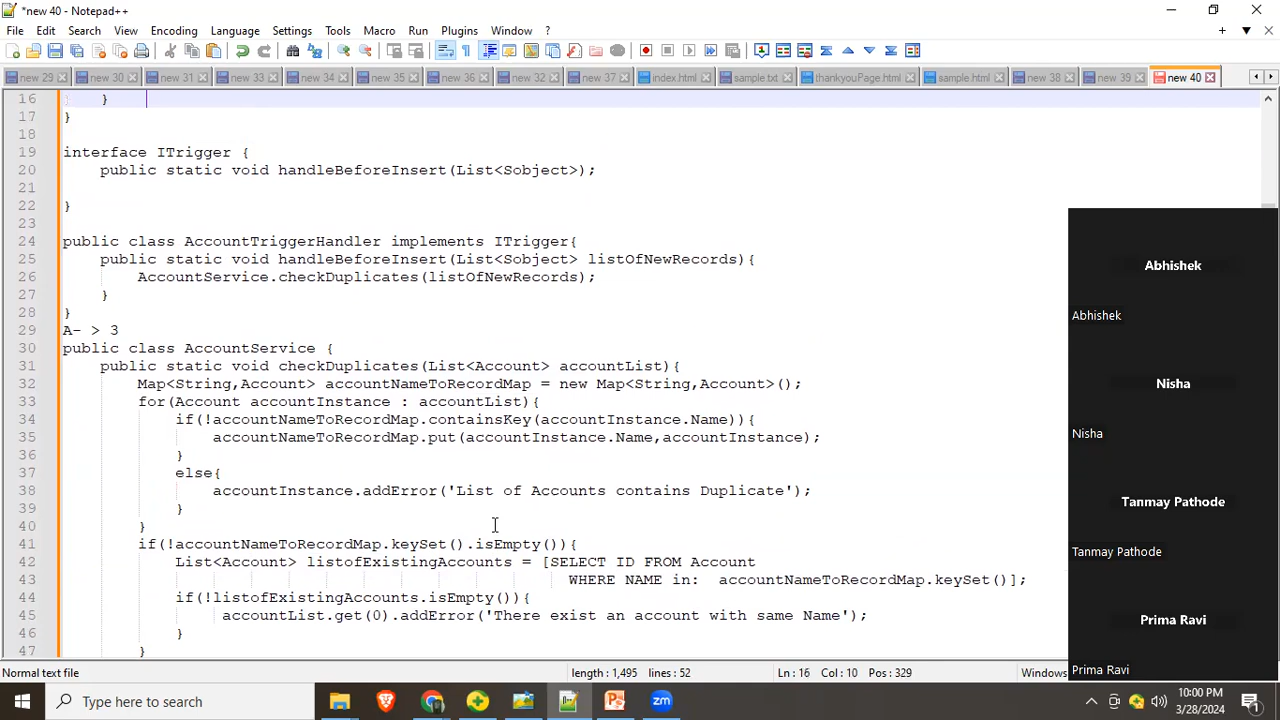 *new 40 - Notepad++
File Edit Search View Encoding Language Settings Tools Macro Run Plugins Window ?
new 29 new 30 new 31 new 33 new 34 new 35 new 36 new 32 new 37 index.html sample.txt thankyouPage.html sample.html new 38 new 39 new 40
16 } }
17 }
18
19 interface ITrigger {
20 public static void handleBeforeInsert(List<Sobject>);
21
22 }
23
24 public class AccountTriggerHandler implements ITrigger{
25 public static void handleBeforeInsert(List<Sobject> listOfNewRecords){
26 AccountService.checkDuplicates(listOfNewRecords);
27 }
28 }
29 A- > 3
30 public class AccountService {
31 public static void checkDuplicates(List<Account> accountList){
32 Map<String,Account> accountNameToRecordMap = new Map<String,Account>();
33 for(Account accountInstance : accountList){
34 if(!accountNameToRecordMap.containsKey(accountInstance.Name)){
35 accountNameToRecordMap.put(accountInstance.Name,accountInstance);
36 }
37 else{
38 accountInstance.addError('List of Accounts contains Duplicate');
39 }
40 }
41 if(!accountNameToRecordMap.keySet().isEmpty()){
42 List<Account> listofExistingAccounts = [SELECT ID FROM Account
43 WHERE NAME in: accountNameToRecordMap.keySet()];
44 if(!listofExistingAccounts.isEmpty()){
45 accountList.get(0).addError('There exist an account with same Name');
46 }
47 }
Abhishek
Abhishek
Nisha
Nisha
Tanmay Pathode
Tanmay Pathode
Prima Ravi
Prima Ravi
Normal text file length : 1,495 lines : 52 Ln : 16 Col : 10 Pos : 329 Windows
Type here to search
zm
10:00 PM
3/28/2024
1